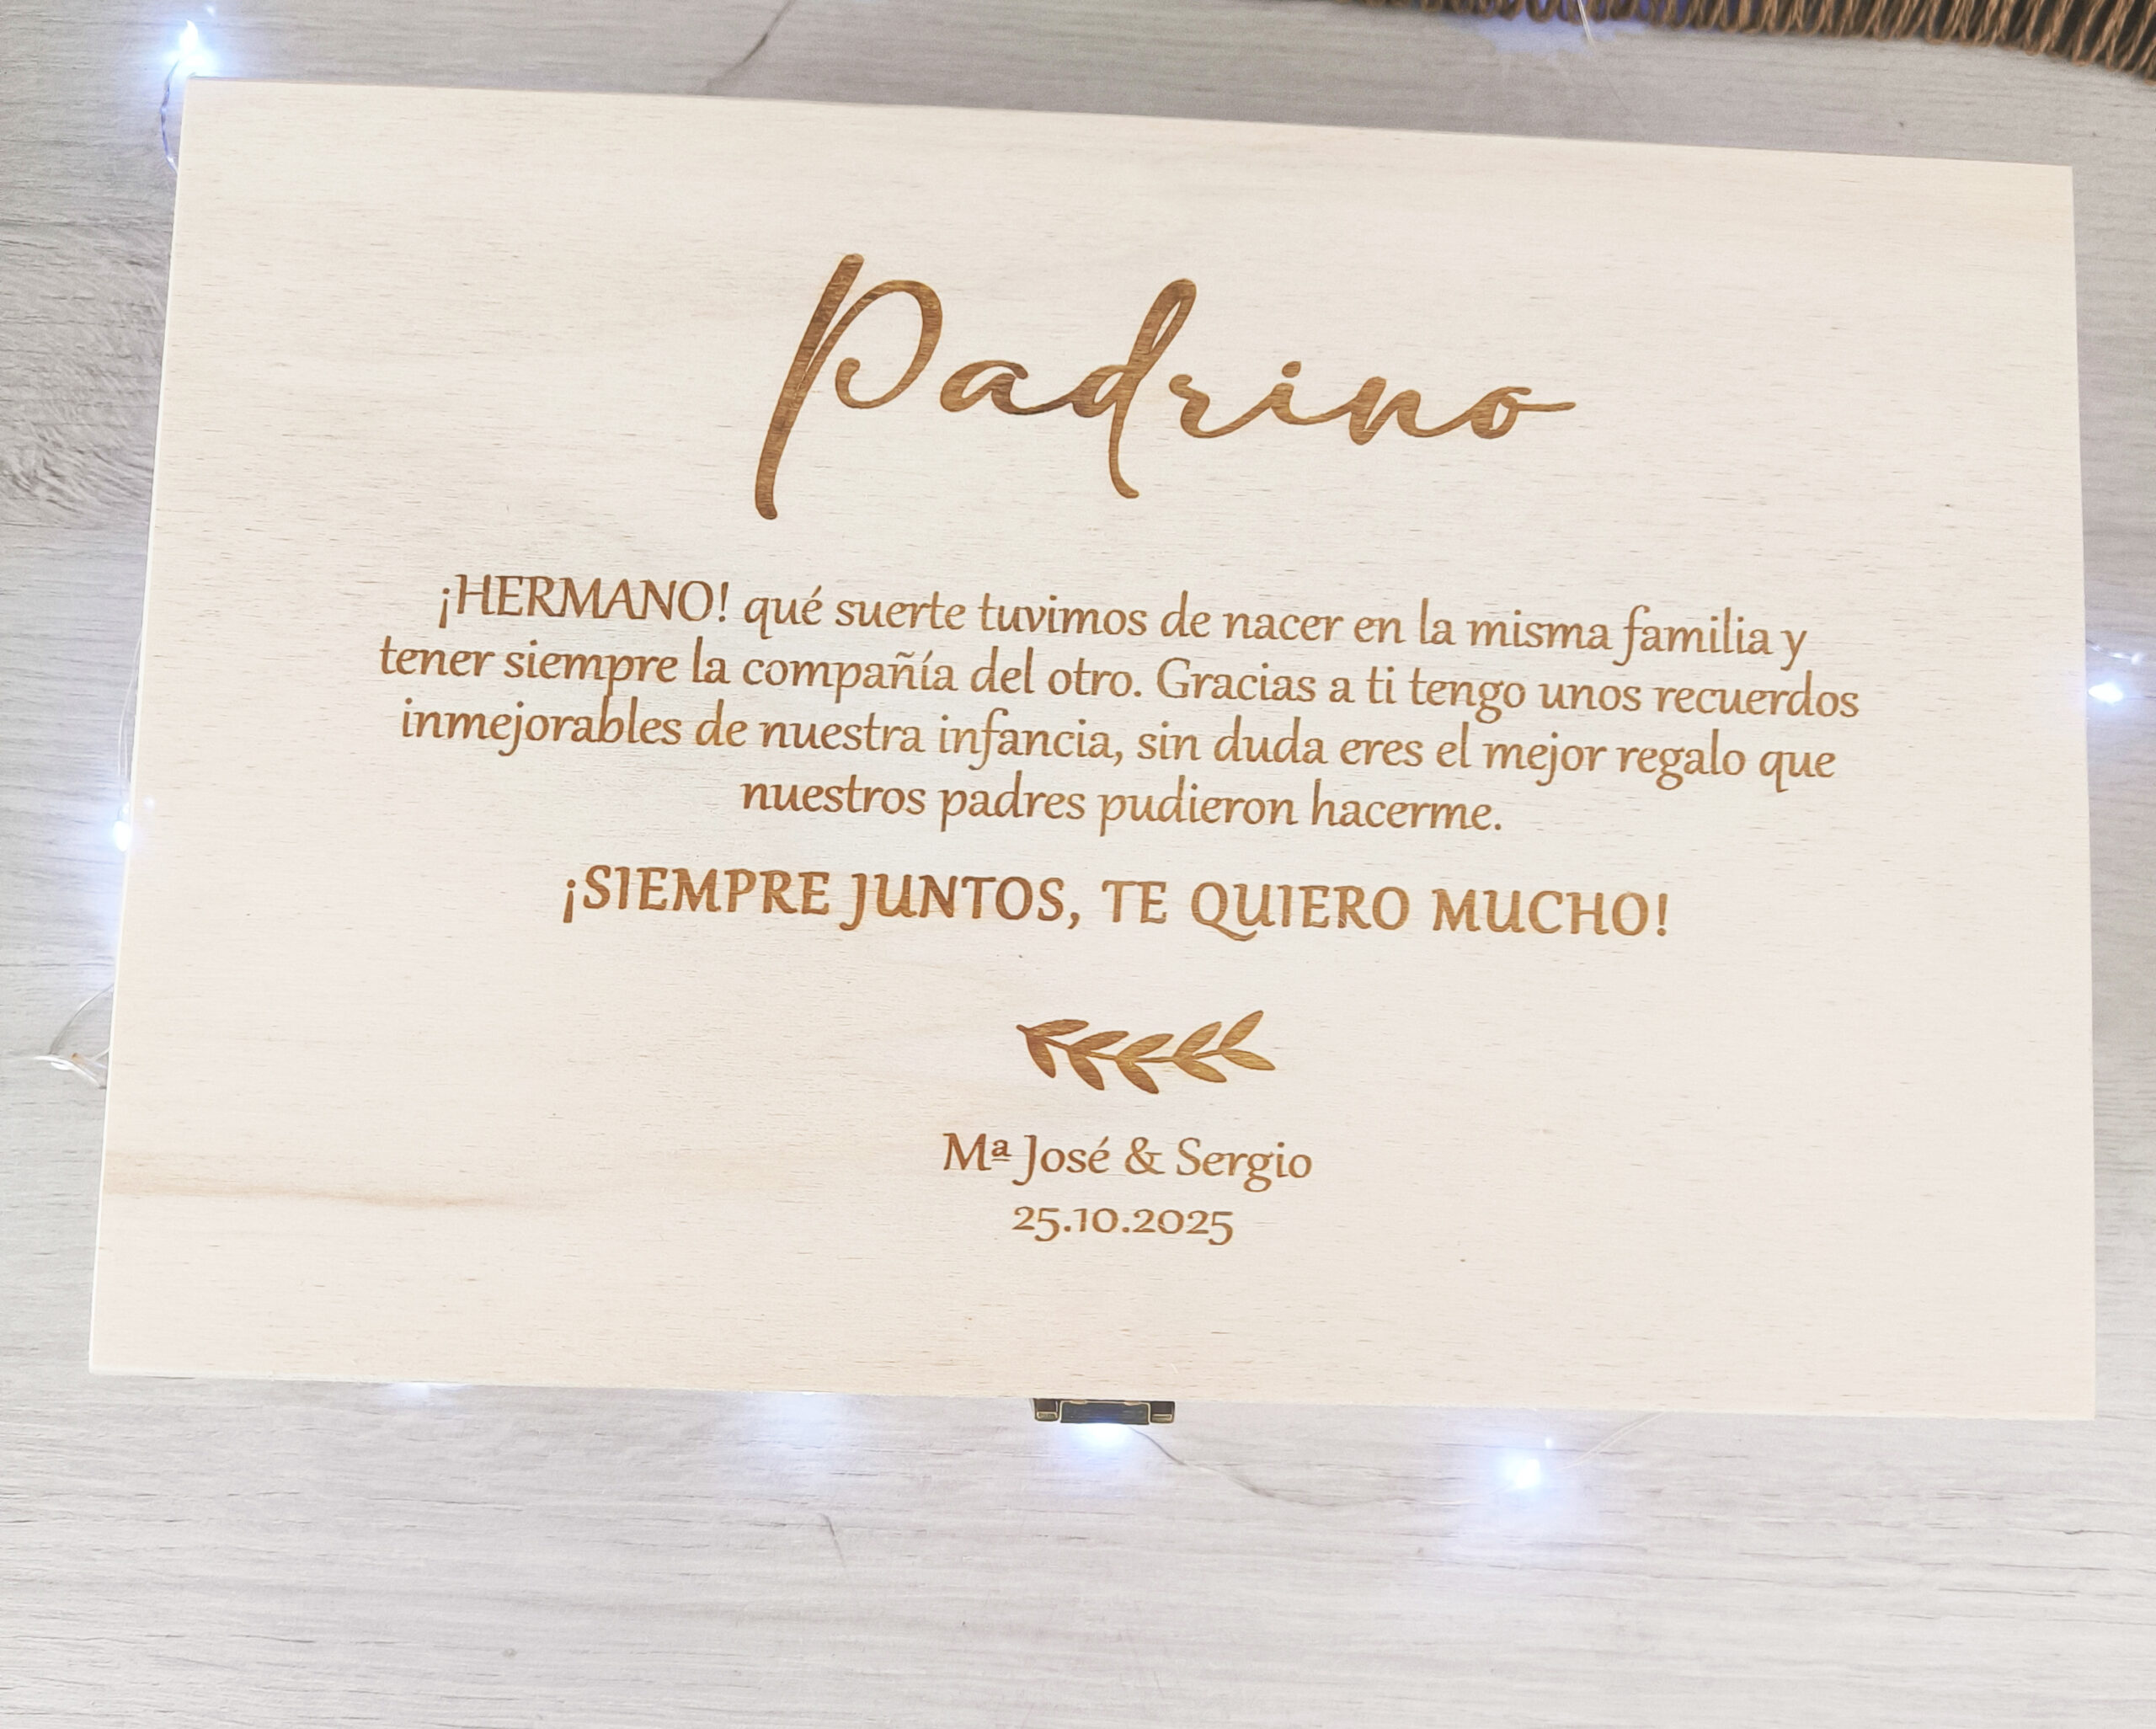 Padrino
¡HERMANO! qué suerte tuvimos de nacer en la misma familia y
tener siempre la compañía del otro. Gracias a ti tengo unos recuerdos
inmejorables de nuestra infancia, sin duda eres el mejor regalo que
nuestros padres pudieron hacerme.
¡SIEMPRE JUNTOS, TE QUIERO MUCHO!
Mª José & Sergio
25.10.2025